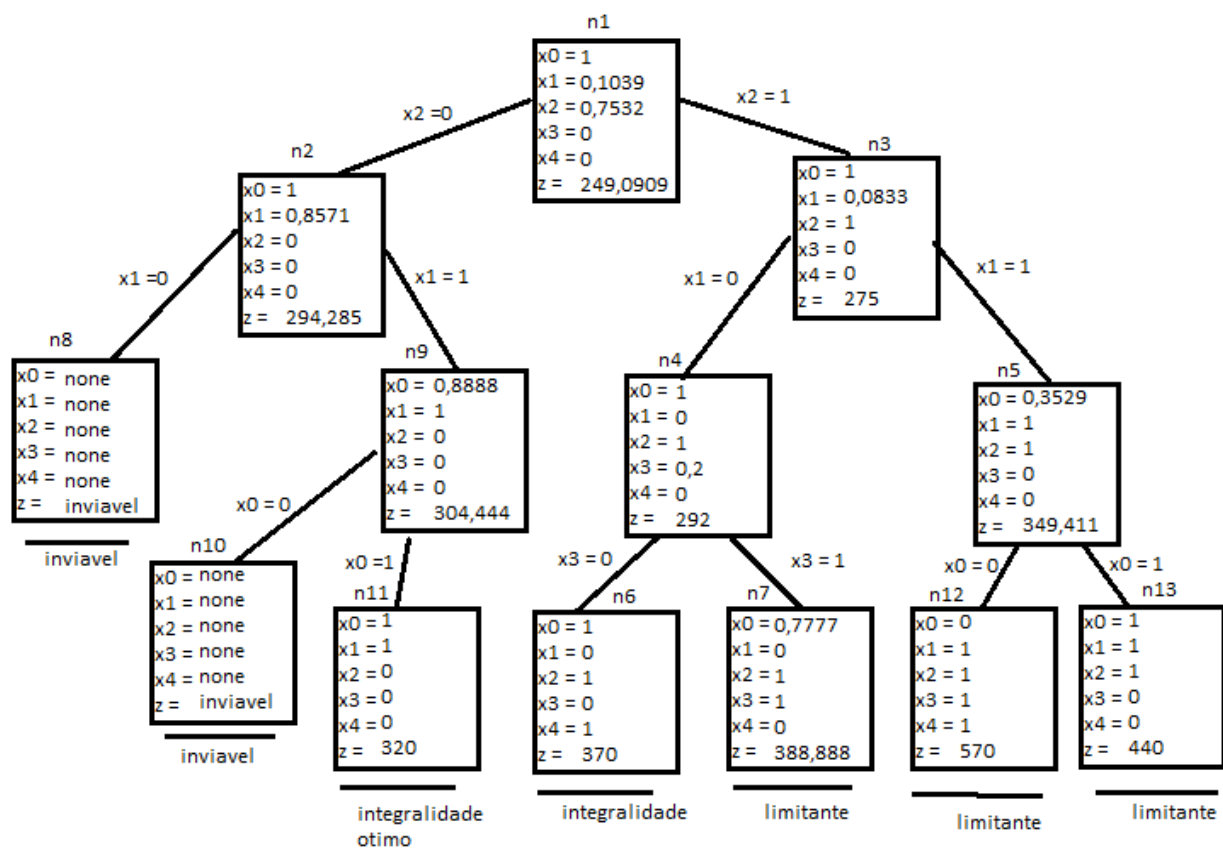 n1
x0 = 1
x1 = 0,1039
x2 = 0,7532
x3 = 0
x4 = 0
z = 249,0909
x2 =0
x2 = 1
n2
x0 = 1
x1 = 0,8571
x2 = 0
x3 = 0
x4 = 0
z = 294,285
n3
x0 = 1
x1 = 0,0833
x2 = 1
x3 = 0
x4 = 0
z = 275
x1 =0
x1 = 1
x1 = 0
x1 = 1
n8
x0 = none
x1 = none
x2 = none
x3 = none
x4 = none
z = inviavel
inviavel
n9
x0 = 0,8888
x1 = 1
x2 = 0
x3 = 0
x4 = 0
z = 304,444
n4
x0 = 1
x1 = 0
x2 = 1
x3 = 0,2
x4 = 0
z = 292
n5
x0 = 0,3529
x1 = 1
x2 = 1
x3 = 0
x4 = 0
z = 349,411
x0 = 0
x0 =1
x3 = 0
x3 = 1
x0 = 0
x0 = 1
n10
x0 = none
x1 = none
x2 = none
x3 = none
x4 = none
z = inviavel
inviavel
n11
x0 = 1
x1 = 1
x2 = 0
x3 = 0
x4 = 0
z = 320
integralidade
otimo
n6
x0 = 1
x1 = 0
x2 = 1
x3 = 0
x4 = 1
z = 370
integralidade
n7
x0 = 0,7777
x1 = 0
x2 = 1
x3 = 1
x4 = 0
z = 388,888
limitante
n12
x0 = 0
x1 = 1
x2 = 1
x3 = 1
x4 = 1
z = 570
limitante
n13
x0 = 1
x1 = 1
x2 = 1
x3 = 0
x4 = 0
z = 440
limitante